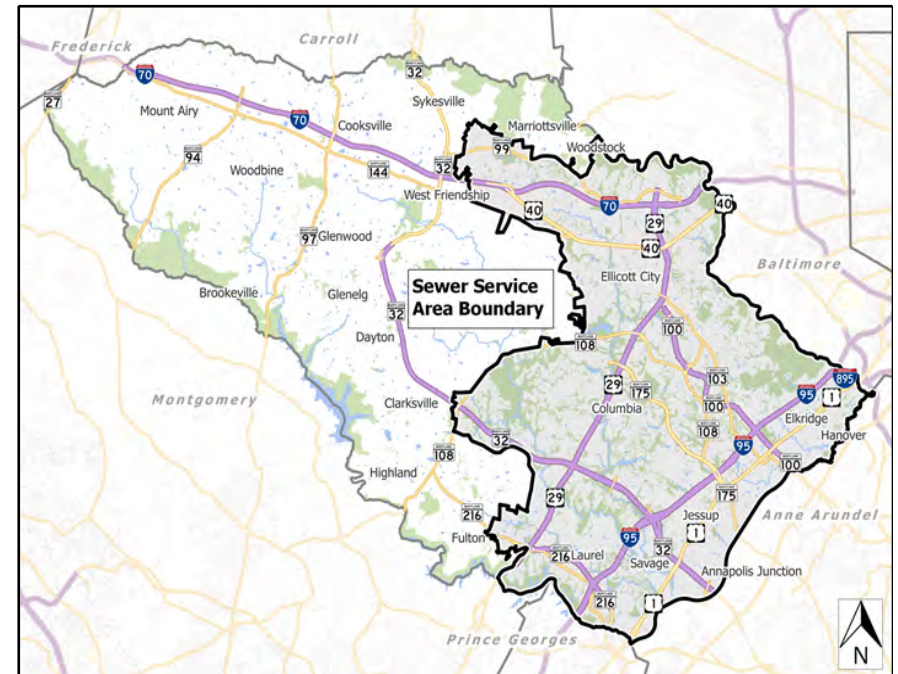 Frederick
Carroll
70
32
27
Mount Airy
70
Sykesville
Cooksville
Marriottsville
94
99
Woodstock
Woodbine
144
32
West Friendship
40
70
29
40
97
Glenwood
40
Baltimore
Ellicott City
Brookeville
Glenelg
Sewer Service
Area Boundary
32
Dayton
100
108
29
175
103
895
Montgomery
Clarksville
Columbia
100
95
1
Elkridge
108
Hanover
32
95
108
100
Highland
29
175
216
Jessup
Anne Arundel
Fulton
95
1
216
Laurel
32
Savage
Annapolis Junction
216
1
Prince Georges
N